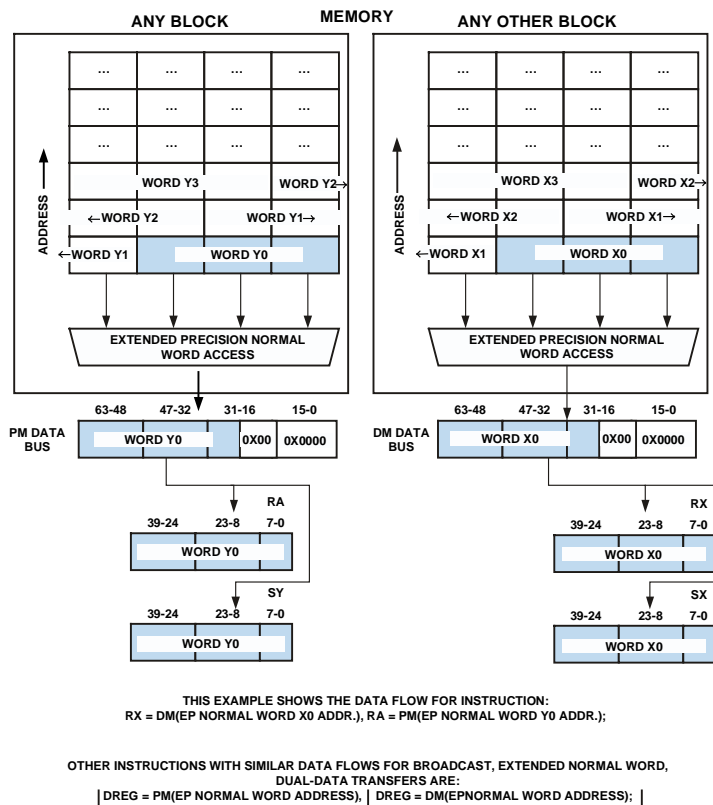 MEMORY
ANY BLOCK
... ... ... ...
... ... ... ...
... ... ... ...
WORD Y3 WORD Y2→
←WORD Y2 WORD Y1→
←WORD Y1 WORD Y0
ADDRESS
EXTENDED PRECISION NORMAL
WORD ACCESS
ANY OTHER BLOCK
... ... ... ...
... ... ... ...
... ... ... ...
WORD X3 WORD X2→
←WORD X2 WORD X1→
←WORD X1 WORD X0
ADDRESS
EXTENDED PRECISION NORMAL
WORD ACCESS
63-48 47-32 31-16 15-0
PM DATA
BUS
WORD Y0 0X00 0X0000
63-48 47-32 31-16 15-0
DM DATA
BUS
WORD X0 0X00 0X0000
RA
39-24 23-8 7-0
WORD Y0
SY
39-24 23-8 7-0
WORD Y0
RX
39-24 23-8 7-0
WORD X0
SX
39-24 23-8 7-0
WORD X0
THIS EXAMPLE SHOWS THE DATA FLOW FOR INSTRUCTION:
RX = DM(EP NORMAL WORD X0 ADDR.), RA = PM(EP NORMAL WORD Y0 ADDR.);
OTHER INSTRUCTIONS WITH SIMILAR DATA FLOWS FOR BROADCAST, EXTENDED NORMAL WORD,
DUAL-DATA TRANSFERS ARE:
| DREG = PM(EP NORMAL WORD ADDRESS), | DREG = DM(EPNORMAL WORD ADDRESS); |